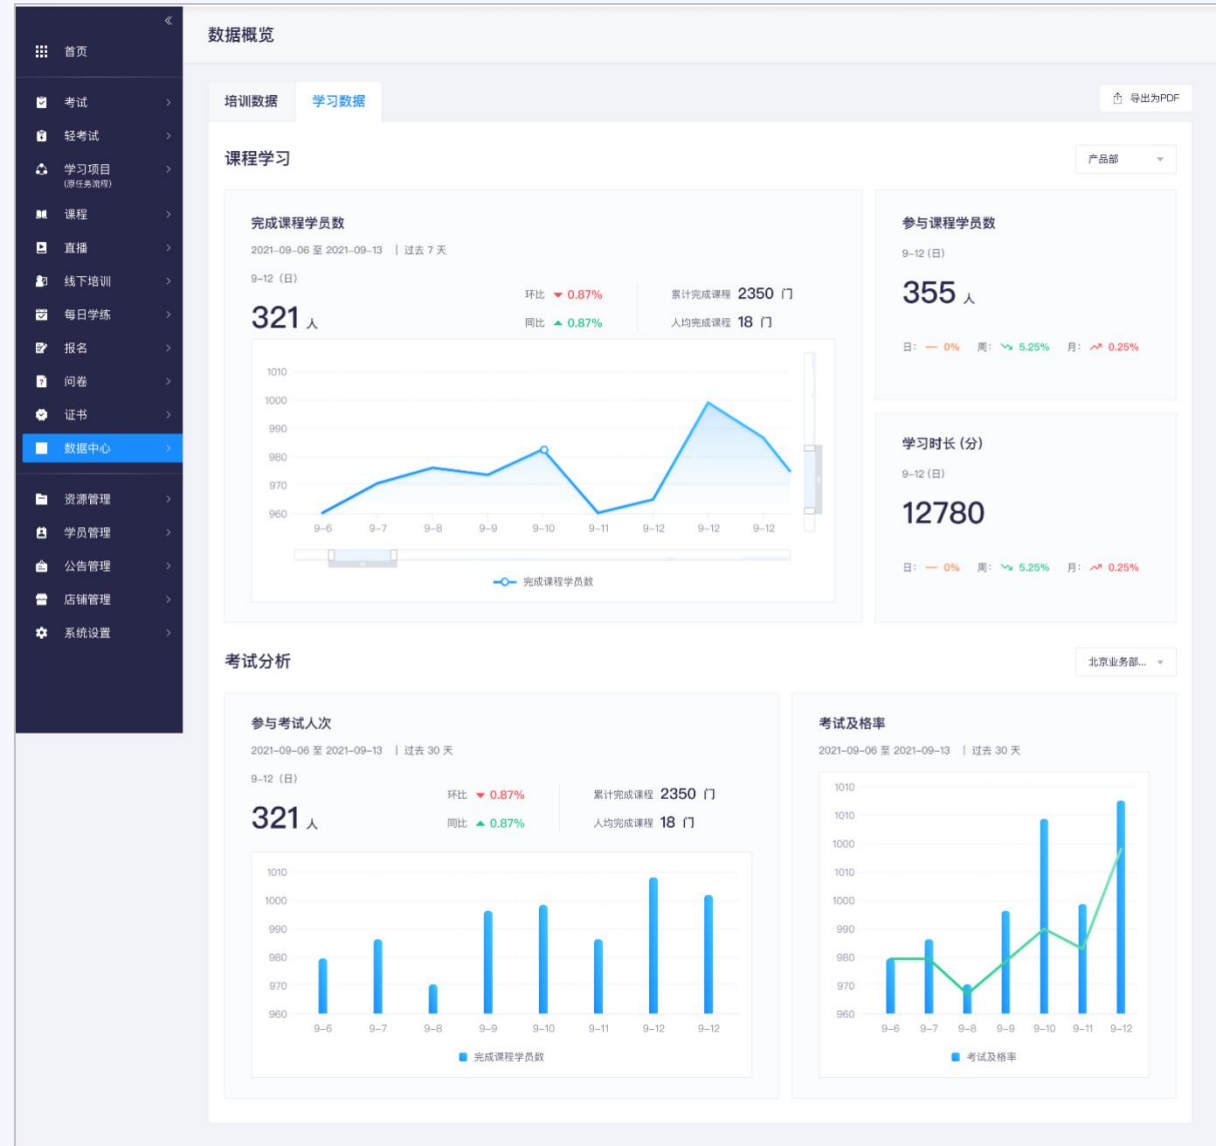 «
首页
考试
轻考试
学习项目
(原任务流程)
课程
直播
线下培训
每日学练
报名
问卷
证书
数据中心
资源管理
学员管理
公告管理
店铺管理
系统设置
数据概览
培训数据 学习数据
导出为PDF
课程学习
产品部
完成课程学员数
2021-09-06 至 2021-09-13 | 过去 7 天
9-12 (日)
321 人
环比 0.87%
同比 0.87%
累计完成课程 2350 门
人均完成课程 18 门
1010
1000
990
980
970
960
9-6 9-7 9-8 9-9 9-10 9-11 9-12 9-12 9-12
完成课程学员数
参与课程学员数
9-12 (日)
355 人
日: 0% 周: 5.25% 月: 0.25%
学习时长 (分)
9-12 (日)
12780
日: 0% 周: 5.25% 月: 0.25%
考试分析
北京业务部...
参与考试人次
2021-09-06 至 2021-09-13 | 过去 30 天
9-12 (日)
321 人
环比 0.87%
同比 0.87%
累计完成课程 2350 门
人均完成课程 18 门
1010
1000
990
980
970
960
9-6 9-7 9-8 9-9 9-10 9-11 9-12 9-12
完成课程学员数
考试及格率
2021-09-06 至 2021-09-13 | 过去 30 天
1010
1010
1000
1010
1000
990
980
970
960
9-6 9-7 9-8 9-9 9-10 9-11 9-12
考试及格率